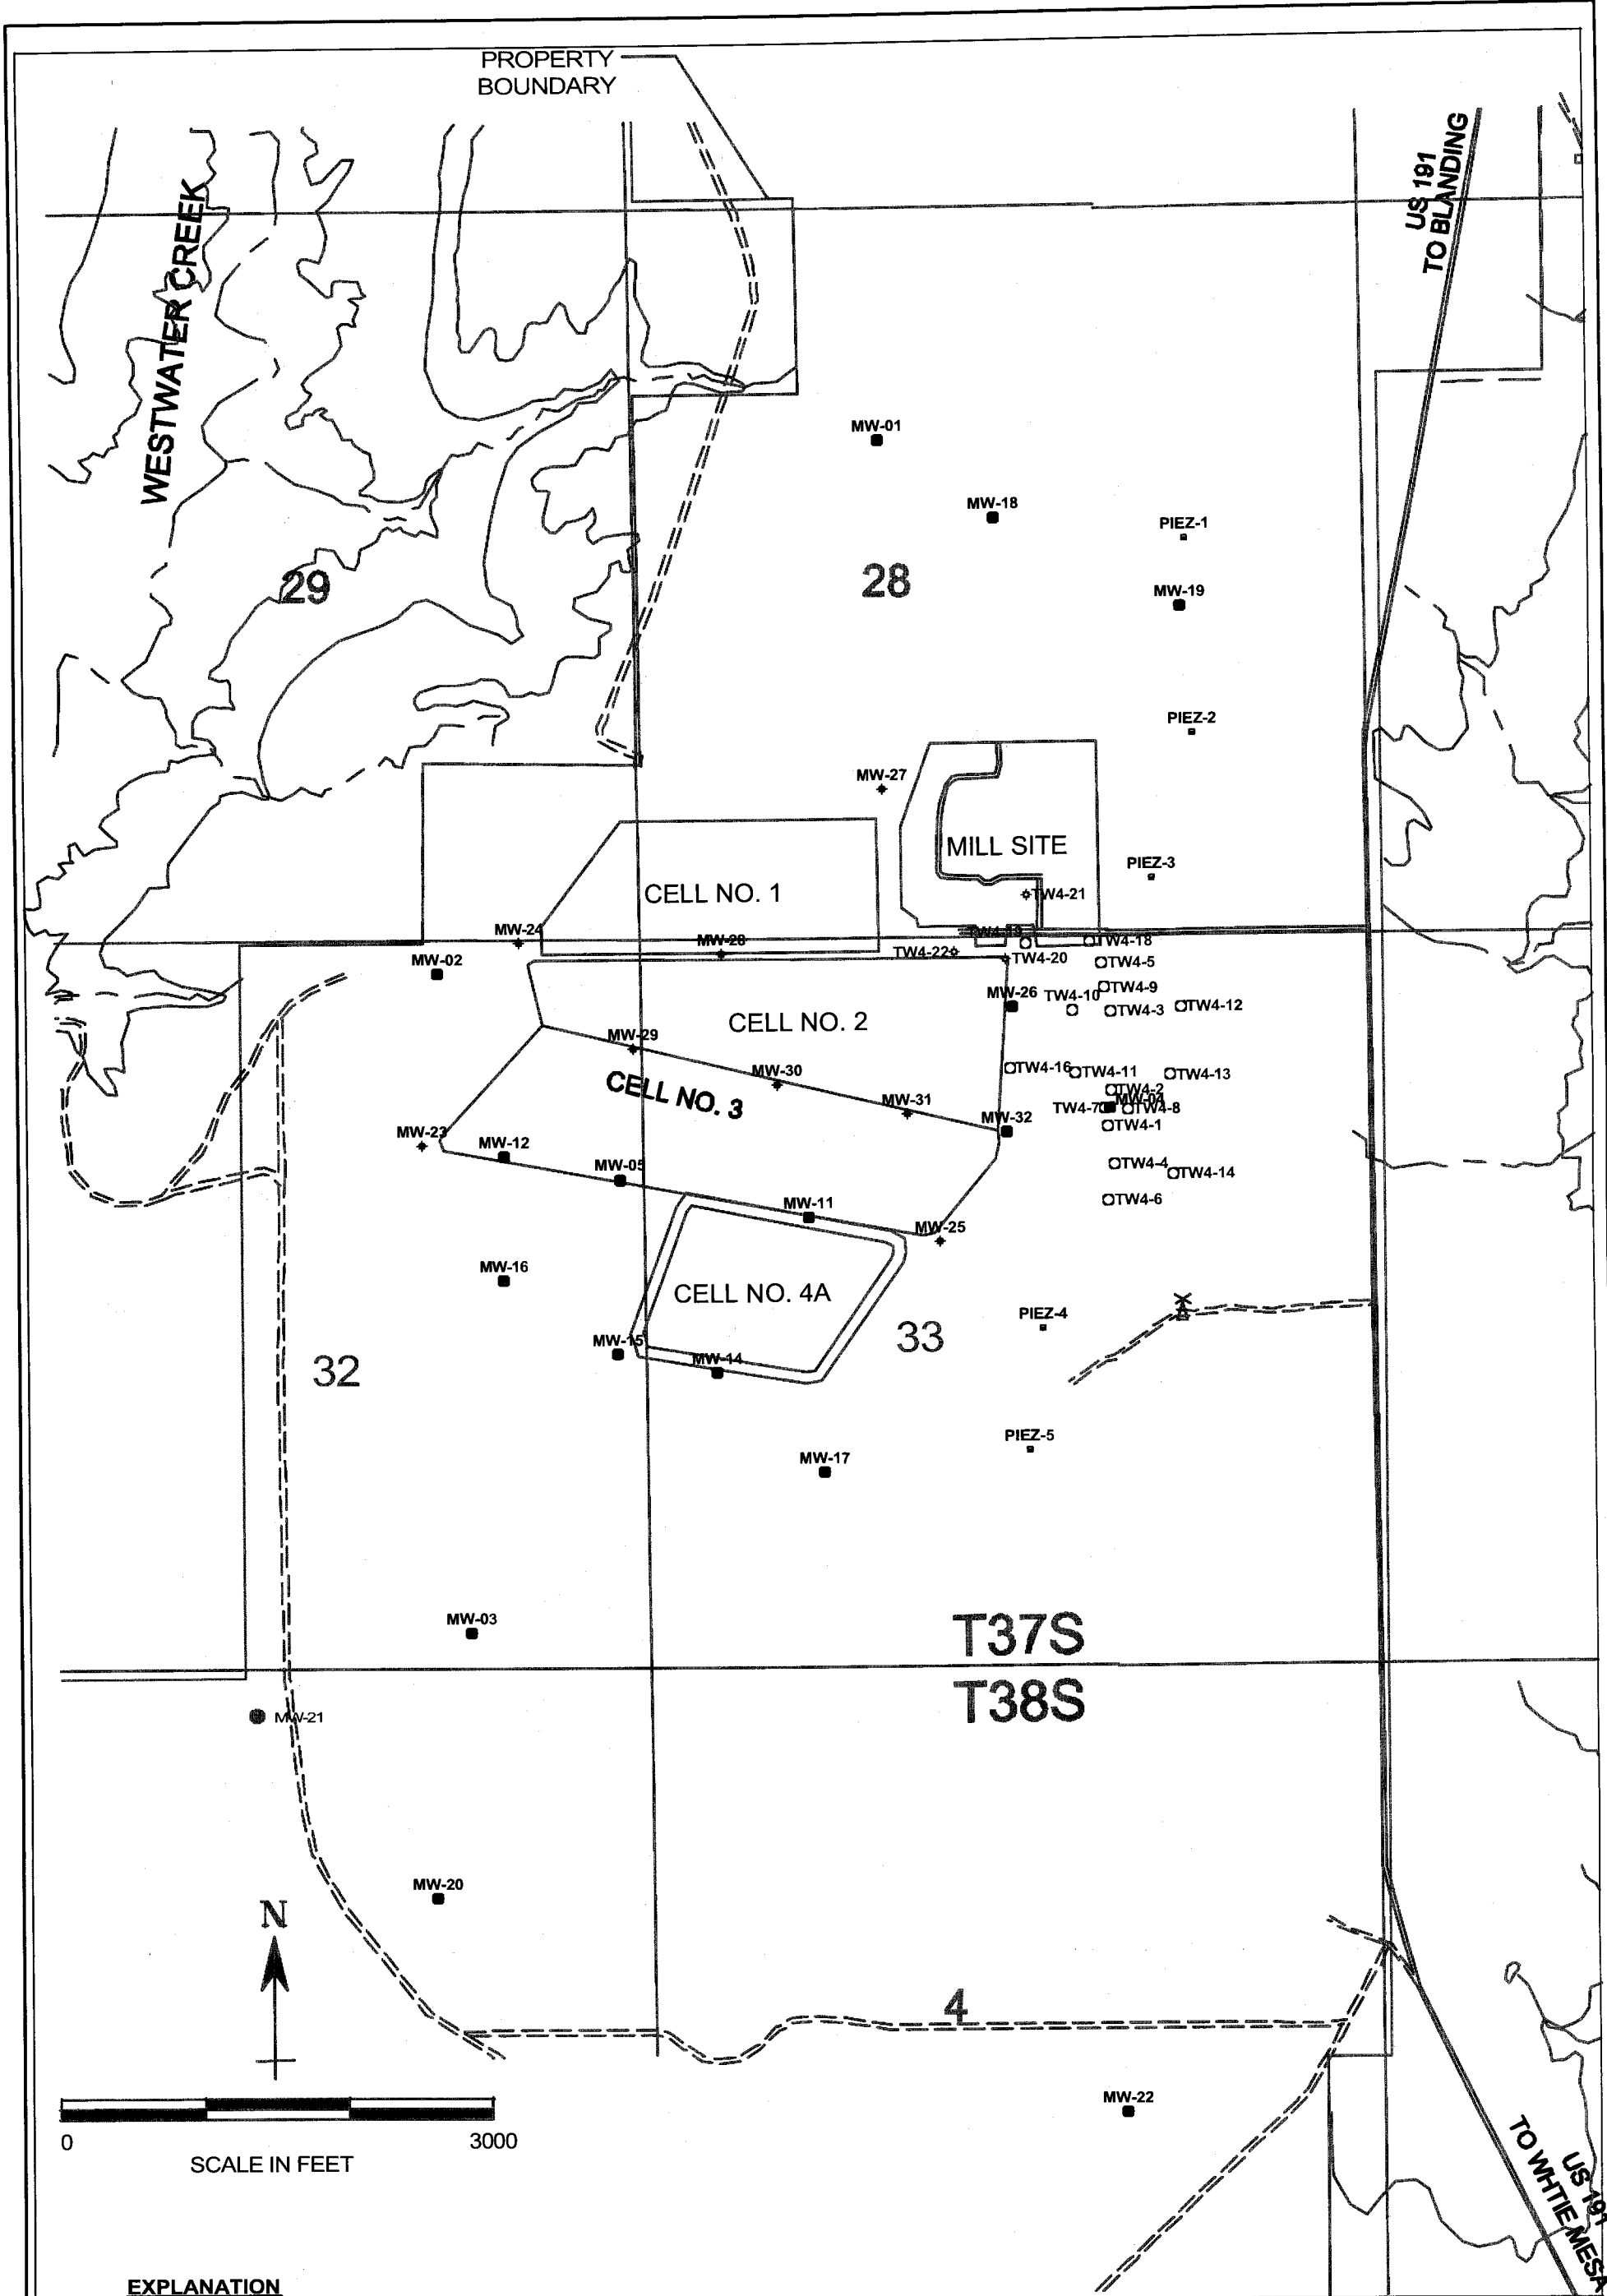 PROPERTY
BOUNDARY
US 191
TO BLANDING
WESTWATER CREEK
MW-01
MW-18
PIEZ-1
29
28
MW-19
PIEZ-2
MW-27
MILL SITE
PIEZ-3
CELL NO. 1
TW4-21
MW-24
MW-28
TW4-19
TW4-18
TW4-22
TW4-20
MW-02
TW4-5
CELL NO. 2
MW-26
TW4-10
TW4-9
TW4-3
TW4-12
MW-29
MW-30
TW4-16
TW4-11
TW4-13
CELL NO. 3
MW-31
TW4-2
MW-04
TW4-7
TW4-8
MW-23
MW-12
MW-32
TW4-1
MW-05
TW4-4
TW4-14
MW-11
TW4-6
MW-25
MW-16
CELL NO. 4A
PIEZ-4
33
MW-15
MW-14
32
PIEZ-5
MW-17
MW-03
T37S
T38S
MW-21
MW-20
N
4
MW-22
0
3000
SCALE IN FEET
US 191
TO WHTIE MESA
EXPLANATION